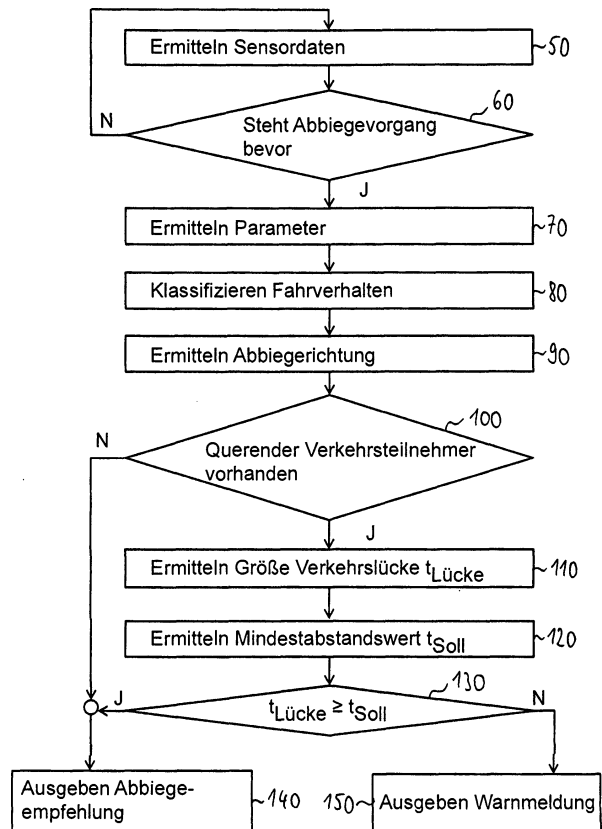 Ermitteln Sensordaten
50
60
N
Steht Abbiegevorgang
bevor
J
Ermitteln Parameter
70
Klassifizieren Fahrverhalten
80
Ermitteln Abbiegerichtung
90
100
N
Querender Verkehrsteilnehmer
vorhanden
J
Ermitteln Größe Verkehrslücke tLücke
110
Ermitteln Mindestabstandswert tSoll
120
130
J
tLücke ≥ tSoll
N
Ausgeben Abbiege-
empfehlung
140
150
Ausgeben Warnmeldung